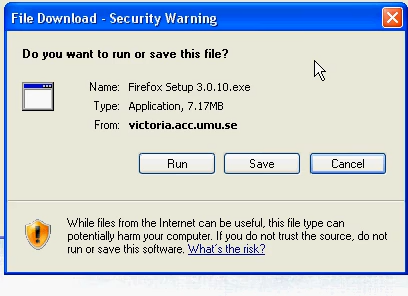 File Download - Security Warning
Do you want to run or save this file?
Name: Firefox Setup 3.0.10.exe
Type: Application, 7.17MB
From: victoria.acc.umu.se
Run Save Cancel
While files from the Internet can be useful, this file type can
potentially harm your computer. If you do not trust the source, do not
run or save this software. What's the risk?